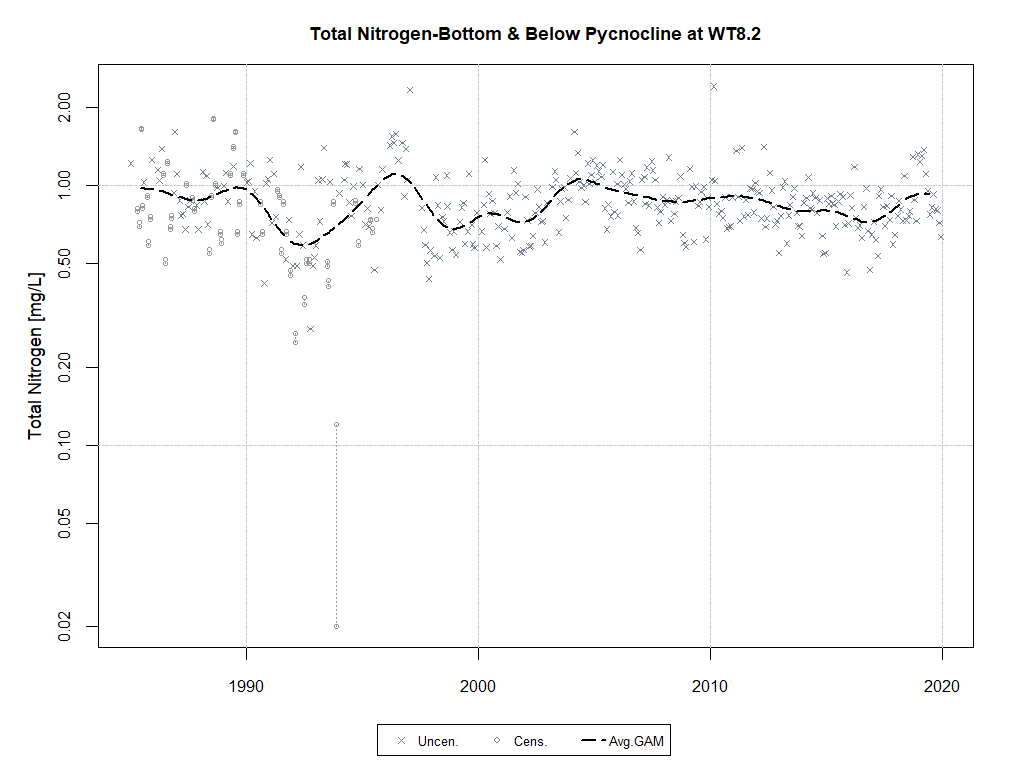 Total Nitrogen-Bottom & Below Pycnocline at WT8.2
Total Nitrogen [mg/L]
2.00
1.00
0.50
0.20
0.10
0.05
0.02
1990 2000 2010 2020
Uncen. Cens. Avg.GAM